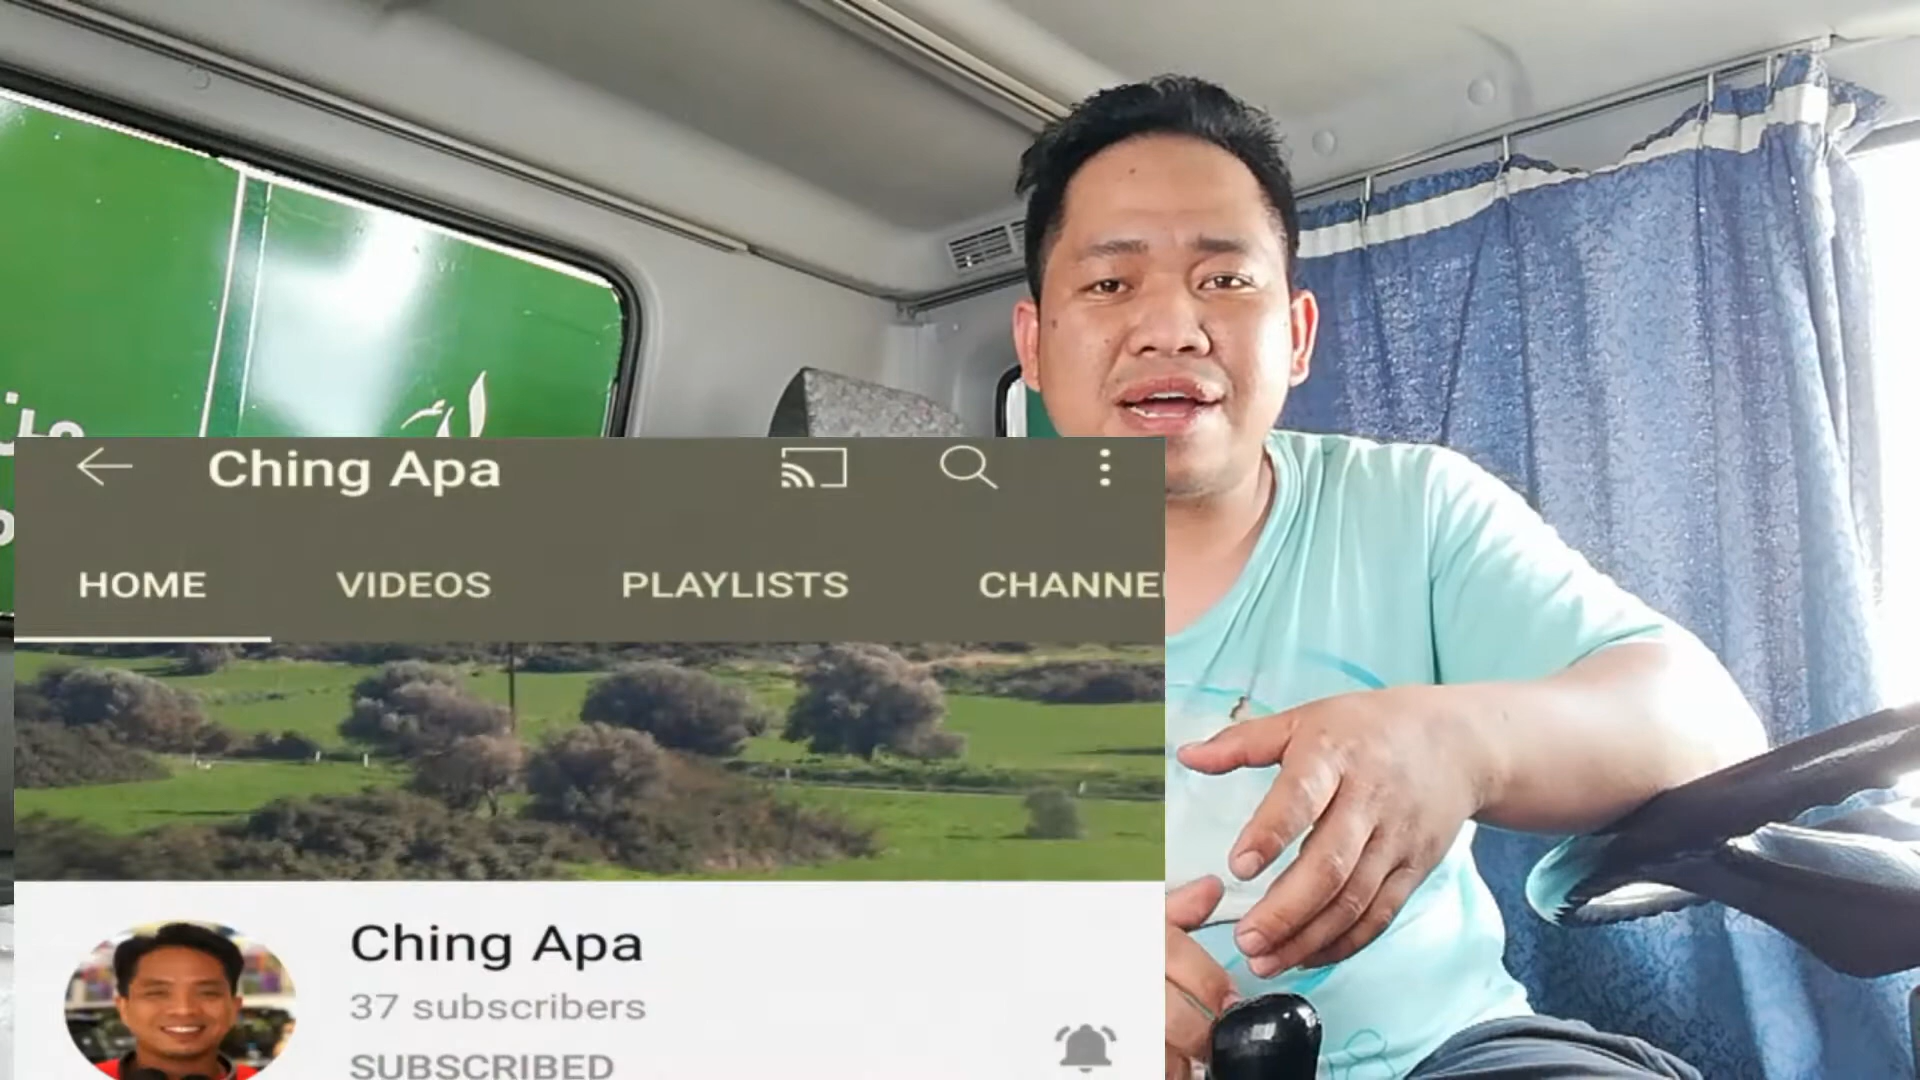 Ching Apa
HOME VIDEOS PLAYLISTS CHANNE
Ching Apa
37 subscribers
SUBSCRIBED